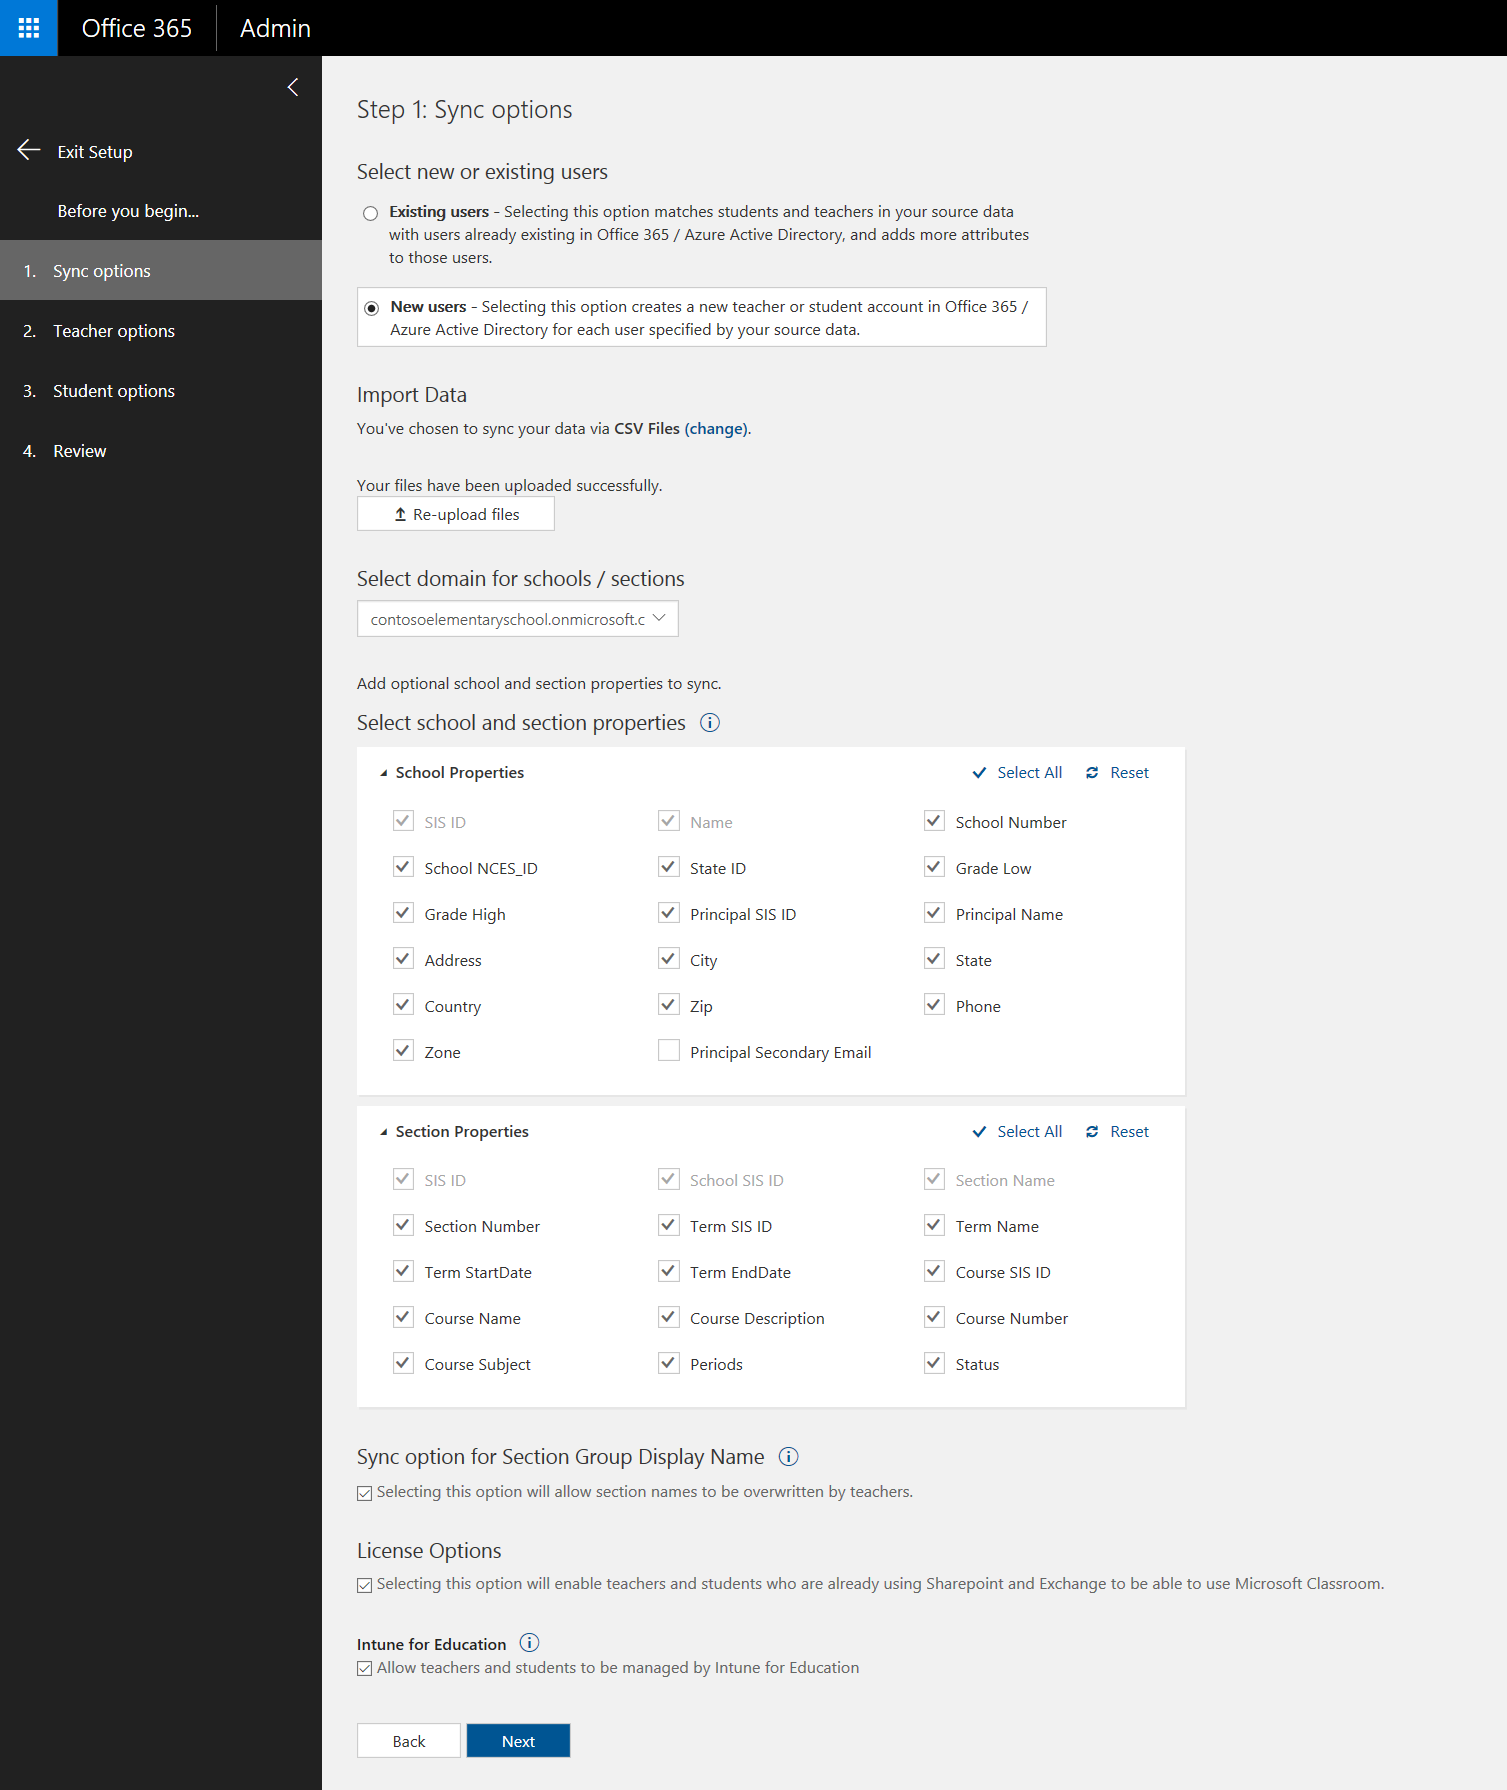 Office 365
Admin
Exit Setup
Before you begin...
1. Sync options
2. Teacher options
3. Student options
4. Review
Step 1: Sync options
Select new or existing users
Existing users - Selecting this option matches students and teachers in your source data
with users already existing in Office 365 / Azure Active Directory, and adds more attributes
to those users.
New users - Selecting this option creates a new teacher or student account in Office 365 /
Azure Active Directory for each user specified by your source data.
Import Data
You've chosen to sync your data via CSV Files (change).
Your files have been uploaded successfully.
Re-upload files
Select domain for schools / sections
contosoelementaryschool.onmicrosoft.c
Add optional school and section properties to sync.
Select school and section properties
School Properties Select All Reset
SIS ID Name School Number
School NCES_ID State ID Grade Low
Grade High Principal SIS ID Principal Name
Address City State
Country Zip Phone
Zone Principal Secondary Email
Section Properties Select All Reset
SIS ID School SIS ID Section Name
Section Number Term SIS ID Term Name
Term StartDate Term EndDate Course SIS ID
Course Name Course Description Course Number
Course Subject Periods Status
Sync option for Section Group Display Name
Selecting this option will allow section names to be overwritten by teachers.
License Options
Selecting this option will enable teachers and students who are already using Sharepoint and Exchange to be able to use Microsoft Classroom.
Intune for Education
Allow teachers and students to be managed by Intune for Education
Back Next